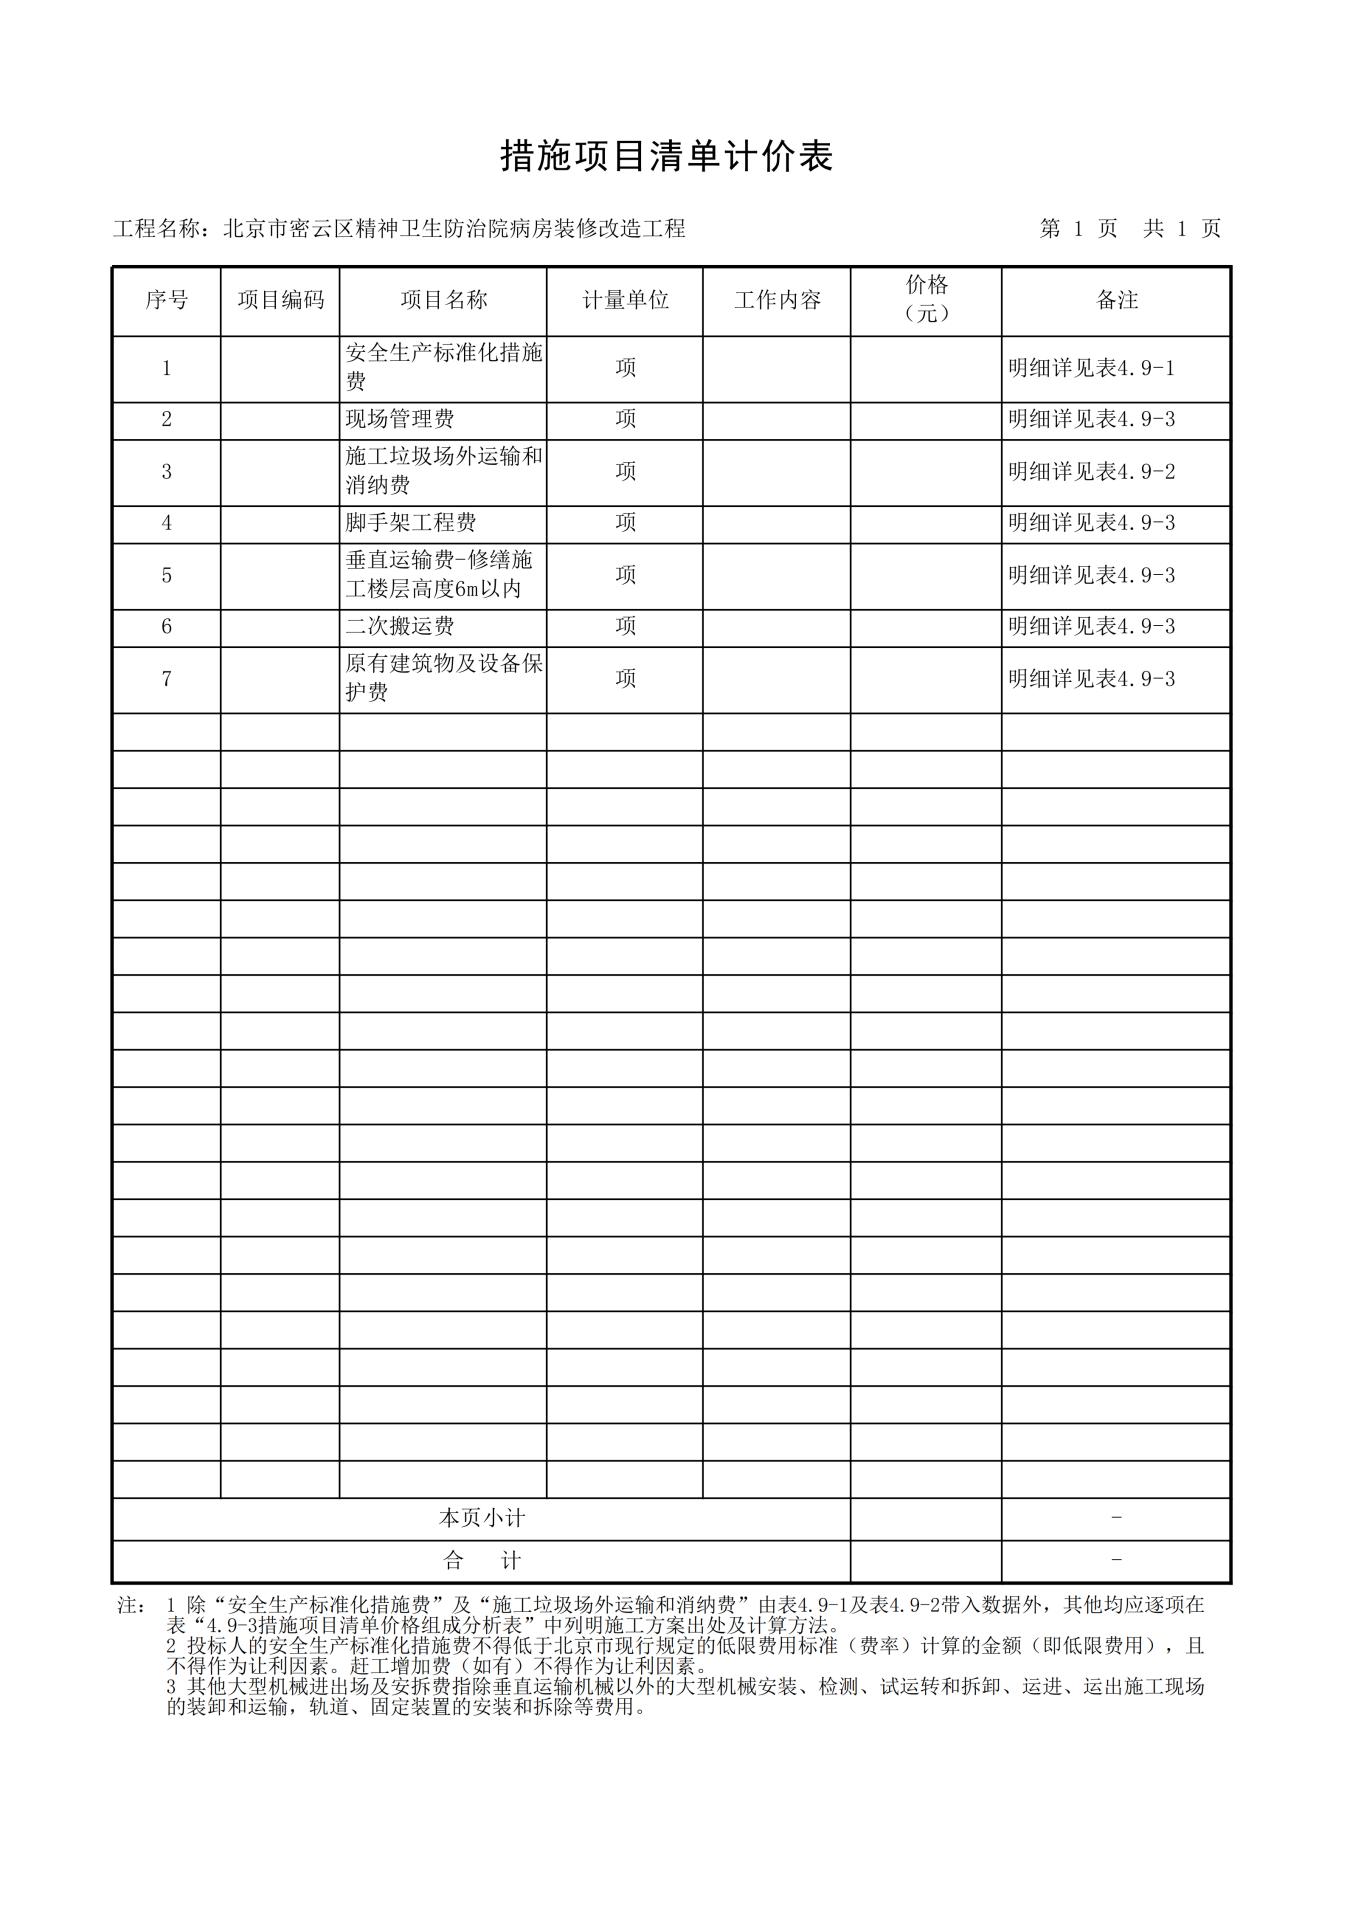 措施项目清单计价表
工程名称：北京市密云区精神卫生防治院病房装修改造工程 第 1 页 共 1 页
序号 项目编码 项目名称 计量单位 工作内容 价格（元） 备注
1 安全生产标准化措施费 项 明细详见表4.9-1
2 现场管理费 项 明细详见表4.9-3
3 施工垃圾场外运输和消纳费 项 明细详见表4.9-2
4 脚手架工程费 项 明细详见表4.9-3
5 垂直运输费-修缮施工楼层高度6m以内 项 明细详见表4.9-3
6 二次搬运费 项 明细详见表4.9-3
7 原有建筑物及设备保护费 项 明细详见表4.9-3
本页小计 -
合 计 -
注： 1 除“安全生产标准化措施费”及“施工垃圾场外运输和消纳费”由表4.9-1及表4.9-2带入数据外，其他均应逐项在
表“4.9-3措施项目清单价格组成分析表”中列明施工方案出处及计算方法。
2 投标人的安全生产标准化措施费不得低于北京市现行规定的低限费用标准（费率）计算的金额（即低限费用），且
不得作为让利因素。赶工增加费（如有）不得作为让利因素。
3 其他大型机械进出场及安拆费指除垂直运输机械以外的大型机械安装、检测、试运转和拆卸、运进、运出施工现场
的装卸和运输，轨道、固定装置的安装和拆除等费用。